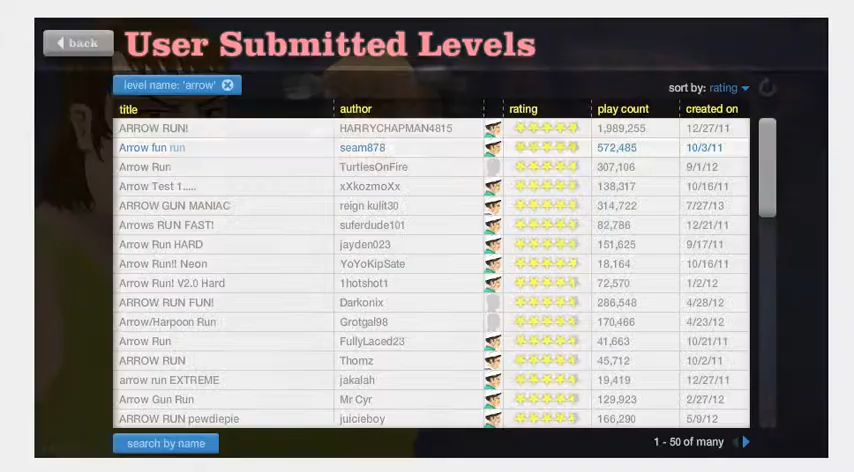 back
User Submitted Levels
level name: 'arrow'
sort by: rating
title author rating play count created on
ARROW RUN! HARRYCHAPMAN4815 1,989,255 12/27/11
Arrow fun run seam878 572,485 10/3/11
Arrow Run TurtlesOnFire 307,106 9/1/12
Arrow Test 1..... xXkozmoXx 138,317 10/16/11
ARROW GUN MANIAC reign kulit30 314,722 7/27/13
Arrows RUN FAST! suferdude101 82,786 12/21/11
Arrow Run HARD jayden023 151,625 9/17/11
Arrow Run!! Neon YoYoKipSate 18,164 10/16/11
Arrow Run! V2.0 Hard 1hotshot1 72,570 1/2/12
ARROW RUN FUN! Darkonix 286,548 4/28/12
Arrow/Harpoon Run Grotgal98 170,466 4/23/12
Arrow Run FullyLaced23 41,663 10/21/11
ARROW RUN Thomz 45,712 10/2/11
arrow run EXTREME jakalah 19,419 12/27/11
Arrow Gun Run Mr Cyr 129,923 2/27/12
ARROW RUN pewdiepie juicieboy 166,290 5/9/12
search by name
1 - 50 of many